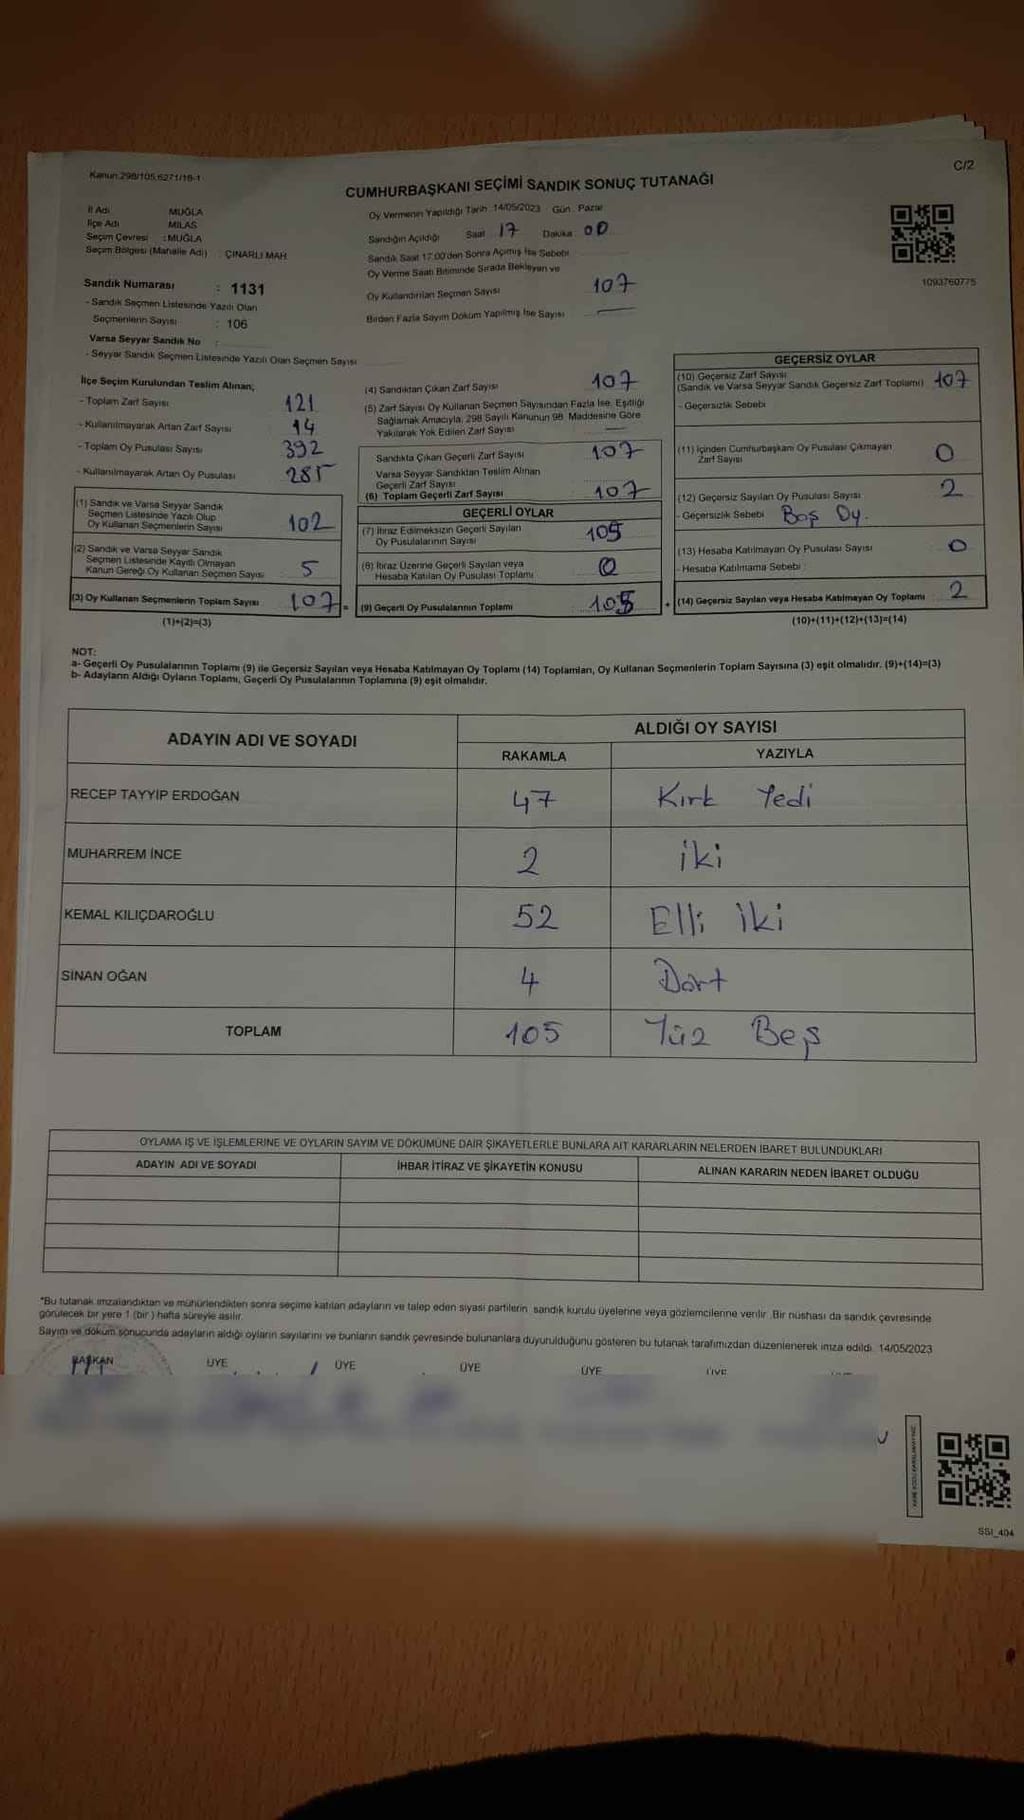 Kanun:298/105,6271/18-1
C/2
CUMHURBAŞKANI SEÇİMİ SANDIK SONUÇ TUTANAĞI
İl Adı : MUĞLA
İlçe Adı : MİLAS
Seçim Çevresi : MUĞLA
Seçim Bölgesi (Mahalle Adı) : ÇINARLI MAH.
Sandık Numarası : 1131
- Sandık Seçmen Listesinde Yazılı Olan
Seçmenlerin Sayısı : 106
Varsa Seyyar Sandık No :
- Seyyar Sandık Seçmen Listesinde Yazılı Olan Seçmen Sayısı
Oy Vermenin Yapıldığı Tarih :14/05/2023 Gün : Pazar
Sandığın Açıldığı Saat 17 Dakika 00
Sandık Saat 17.00'den Sonra Açılmış İse Sebebi
Oy Verme Saati Bitiminde Sırada Bekleyen ve
Oy Kullandırılan Seçmen Sayısı 107
Birden Fazla Sayım Döküm Yapılmış İse Sayısı —
1093760775
İlçe Seçim Kurulundan Teslim Alınan;
- Toplam Zarf Sayısı 121
- Kullanılmayarak Artan Zarf Sayısı 14
- Toplam Oy Pusulası Sayısı 392
- Kullanılmayarak Artan Oy Pusulası 285
(1) Sandık ve Varsa Seyyar Sandık
Seçmen Listesinde Yazılı Olup
Oy Kullanan Seçmenlerin Sayısı 102
(2) Sandık ve Varsa Seyyar Sandık
Seçmen Listesinde Kayıtlı Olmayan
Kanun Gereği Oy Kullanan Seçmen Sayısı 5
(3) Oy Kullanan Seçmenlerin Toplam Sayısı 107 =
(1)+(2)=(3)
(4) Sandıktan Çıkan Zarf Sayısı 107
(5) Zarf Sayısı Oy Kullanan Seçmen Sayısından Fazla İse, Eşitliği
Sağlamak Amacıyla, 298 Sayılı Kanunun 98. Maddesine Göre
Yakılarak Yok Edilen Zarf Sayısı —
Sandıkta Çıkan Geçerli Zarf Sayısı 107
Varsa Seyyar Sandıktan Teslim Alınan
Geçerli Zarf Sayısı
(6) Toplam Geçerli Zarf Sayısı 107
GEÇERLİ OYLAR
(7) İtiraz Edilmeksizin Geçerli Sayılan
Oy Pusulalarının Sayısı 105
(8) İtiraz Üzerine Geçerli Sayılan veya
Hesaba Katılan Oy Pusulası Toplamı 0
(9) Geçerli Oy Pusulalarının Toplamı 105 +
GEÇERSİZ OYLAR
(10) Geçersiz Zarf Sayısı
(Sandık ve Varsa Seyyar Sandık Geçersiz Zarf Toplamı) 107
- Geçersizlik Sebebi
(11) İçinden Cumhurbaşkanı Oy Pusulası Çıkmayan
Zarf Sayısı 0
(12) Geçersiz Sayılan Oy Pusulası Sayısı 2
- Geçersizlik Sebebi Boş Oy.
(13) Hesaba Katılmayan Oy Pusulası Sayısı 0
- Hesaba Katılmama Sebebi :
(14) Geçersiz Sayılan veya Hesaba Katılmayan Oy Toplamı 2
(10)+(11)+(12)+(13)=(14)
NOT:
a- Geçerli Oy Pusulalarının Toplamı (9) ile Geçersiz Sayılan veya Hesaba Katılmayan Oy Toplamı (14) Toplamları, Oy Kullanan Seçmenlerin Toplam Sayısına (3) eşit olmalıdır. (9)+(14)=(3)
b- Adayların Aldığı Oyların Toplamı, Geçerli Oy Pusulalarının Toplamına (9) eşit olmalıdır.
ADAYIN ADI VE SOYADI ALDIĞI OY SAYISI
RAKAMLA YAZIYLA
RECEP TAYYIP ERDOĞAN 47 Kırk Yedi
MUHARREM İNCE 2 iki
KEMAL KILIÇDAROĞLU 52 Elli iki
SİNAN OĞAN 4 Dört
TOPLAM 105 Yüz Beş
OYLAMA İŞ VE İŞLEMLERİNE VE OYLARIN SAYIM VE DÖKÜMÜNE DAİR ŞİKAYETLERLE BUNLARA AİT KARARLARIN NELERDEN İBARET BULUNDUKLARI
ADAYIN ADI VE SOYADI İHBAR İTİRAZ VE ŞİKAYETİN KONUSU ALINAN KARARIN NEDEN İBARET OLDUĞU
*Bu tutanak imzalandıktan ve mühürlendikten sonra seçime katılan adayların ve talep eden siyasi partilerin sandık kurulu üyelerine veya gözlemcilerine verilir. Bir nüshası da sandık çevresinde
görülecek bir yere 1 (bir) hafta süreyle asılır.
Sayım ve döküm sonucunda adayların aldığı oyların sayılarını ve bunların sandık çevresinde bulunanlara duyurulduğunu gösteren bu tutanak tarafımızdan düzenlenerek imza edildi. 14/05/2023
BAŞKAN ÜYE ÜYE ÜYE ÜYE ÜYE
SSI_404